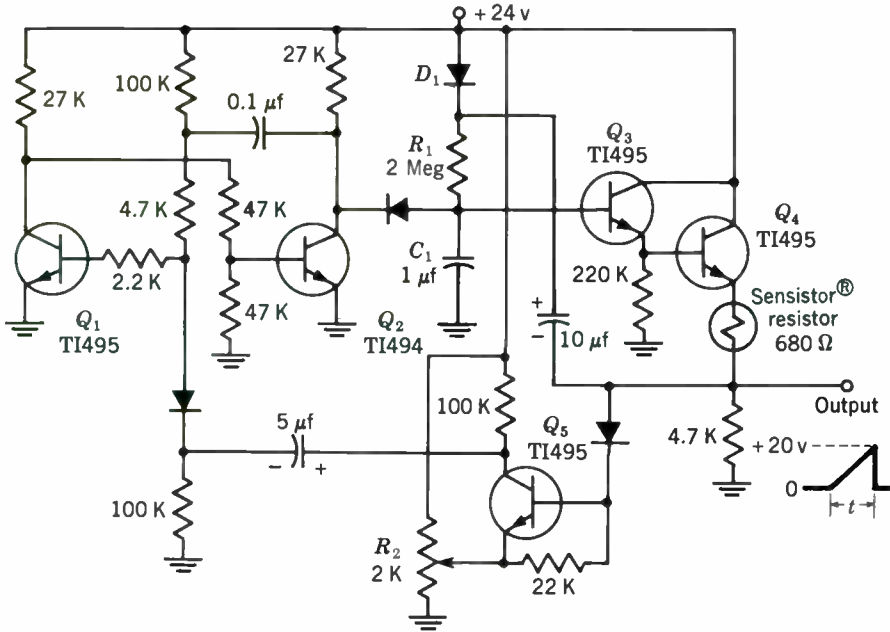 + 24 v
27 K
100 K
0.1 µf
27 K
D1
R1
2 Meg
Q3
TI495
4.7 K
47 K
Q4
TI495
2.2 K
C1
1 µf
220 K
47 K
Q1
TI495
Q2
TI494
+
10 µf
−
Sensistor®
resistor
680 Ω
100 K
Q5
TI495
Output
5 µf
− +
4.7 K
+20 v
0
t
100 K
R2
2 K
22 K